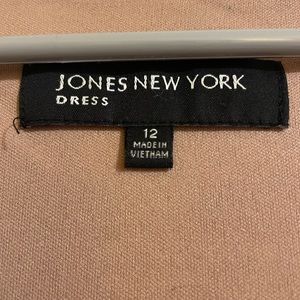 JONES NEW YORK
DRESS
12
MADE IN
VIETNAM